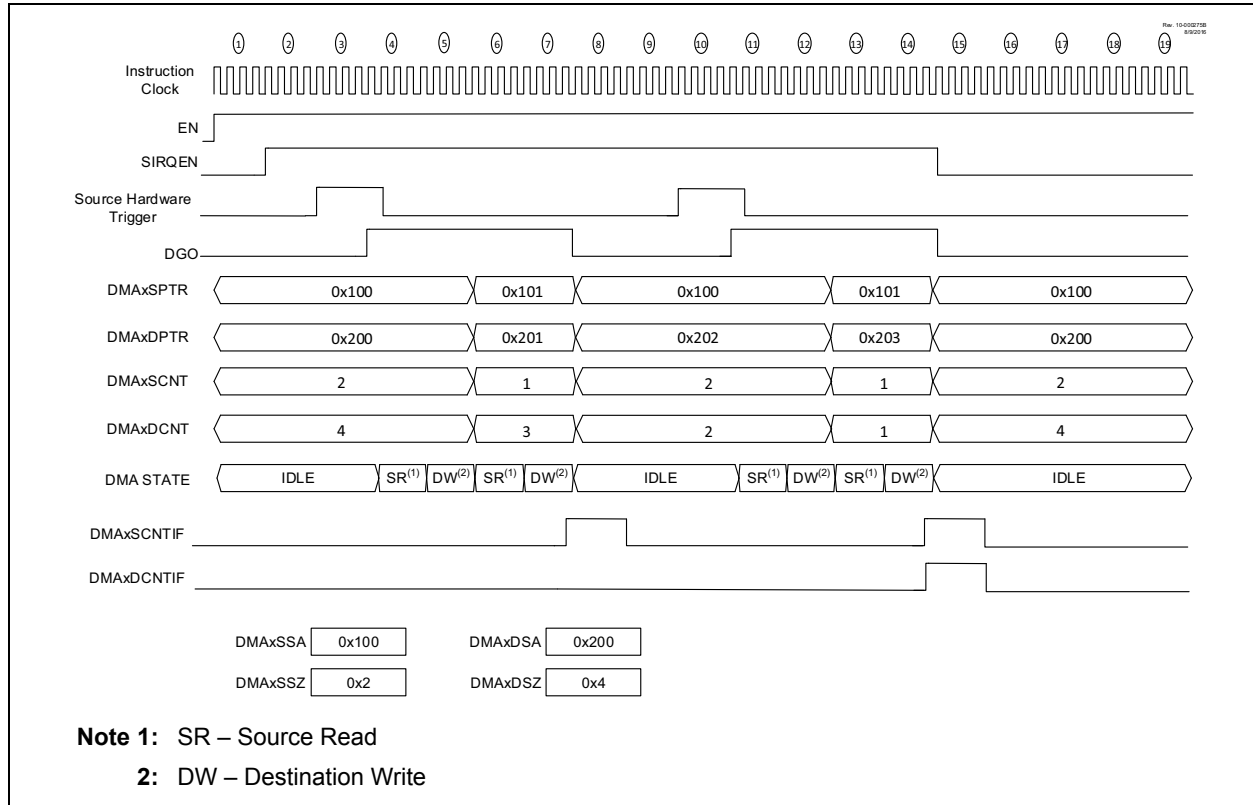 Rev. 10-000275B
8/9/2016
1 2 3 4 5 6 7 8 9 10 11 12 13 14 15 16 17 18 19
Instruction
Clock
EN
SIRQEN
Source Hardware
Trigger
DGO
DMAxSPTR 0x100 0x101 0x100 0x101 0x100
DMAxDPTR 0x200 0x201 0x202 0x203 0x200
DMAxSCNT 2 1 2 1 2
DMAxDCNT 4 3 2 1 4
DMA STATE IDLE SR(1) DW(2) SR(1) DW(2) IDLE SR(1) DW(2) SR(1) DW(2) IDLE
DMAxSCNTIF
DMAxDCNTIF
DMAxSSA 0x100 DMAxDSA 0x200
DMAxSSZ 0x2 DMAxDSZ 0x4
Note 1: SR – Source Read
2: DW – Destination Write